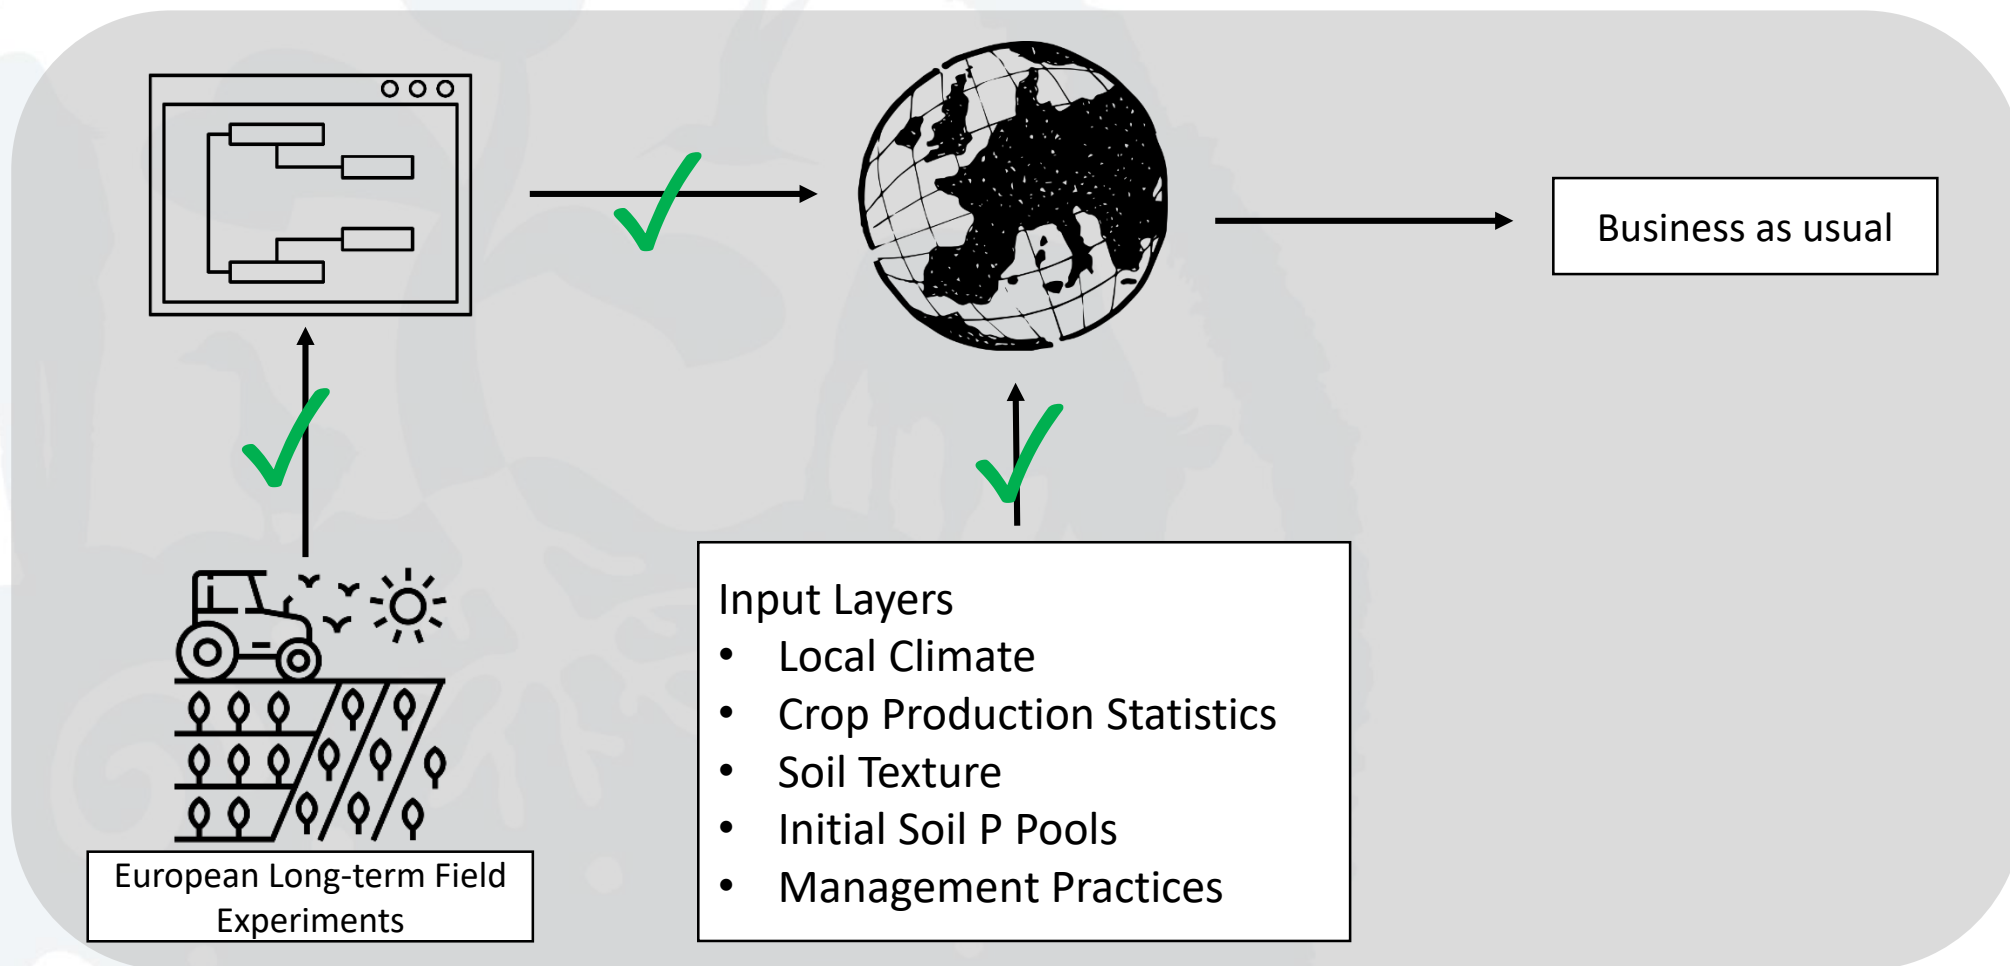 Business as usual
Input Layers
• Local Climate
• Crop Production Statistics
• Soil Texture
• Initial Soil P Pools
• Management Practices
European Long-term Field
Experiments